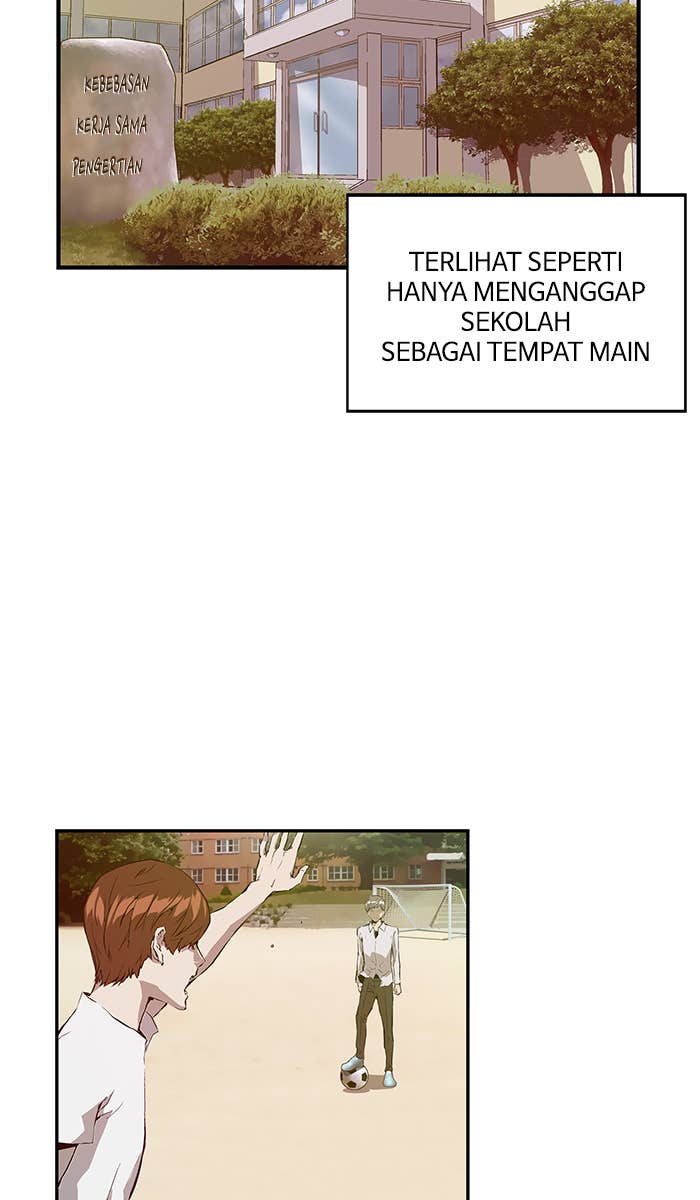 KEBEBASAN
KERJA SAMA
PENGERTIAN
TERLIHAT SEPERTI
HANYA MENGANGGAP
SEKOLAH
SEBAGAI TEMPAT MAIN